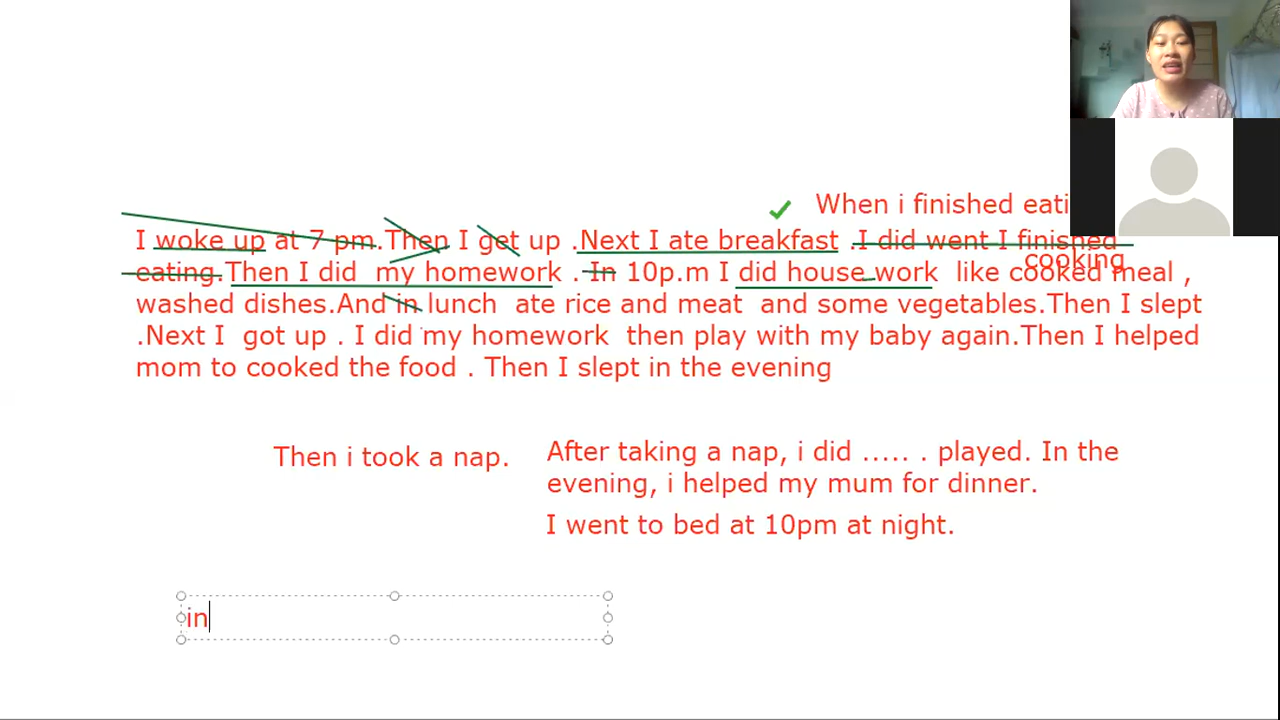 When i finished eati
I woke up at 7 pm.Then I get up .Next I ate breakfast .I did went I finished
cooking
eating.Then I did my homework . In 10p.m I did house work like cooked meal ,
washed dishes.And in lunch ate rice and meat and some vegetables.Then I slept
.Next I got up . I did my homework then play with my baby again.Then I helped
mom to cooked the food . Then I slept in the evening
Then i took a nap.
After taking a nap, i did ..... . played. In the
evening, i helped my mum for dinner.
I went to bed at 10pm at night.
in